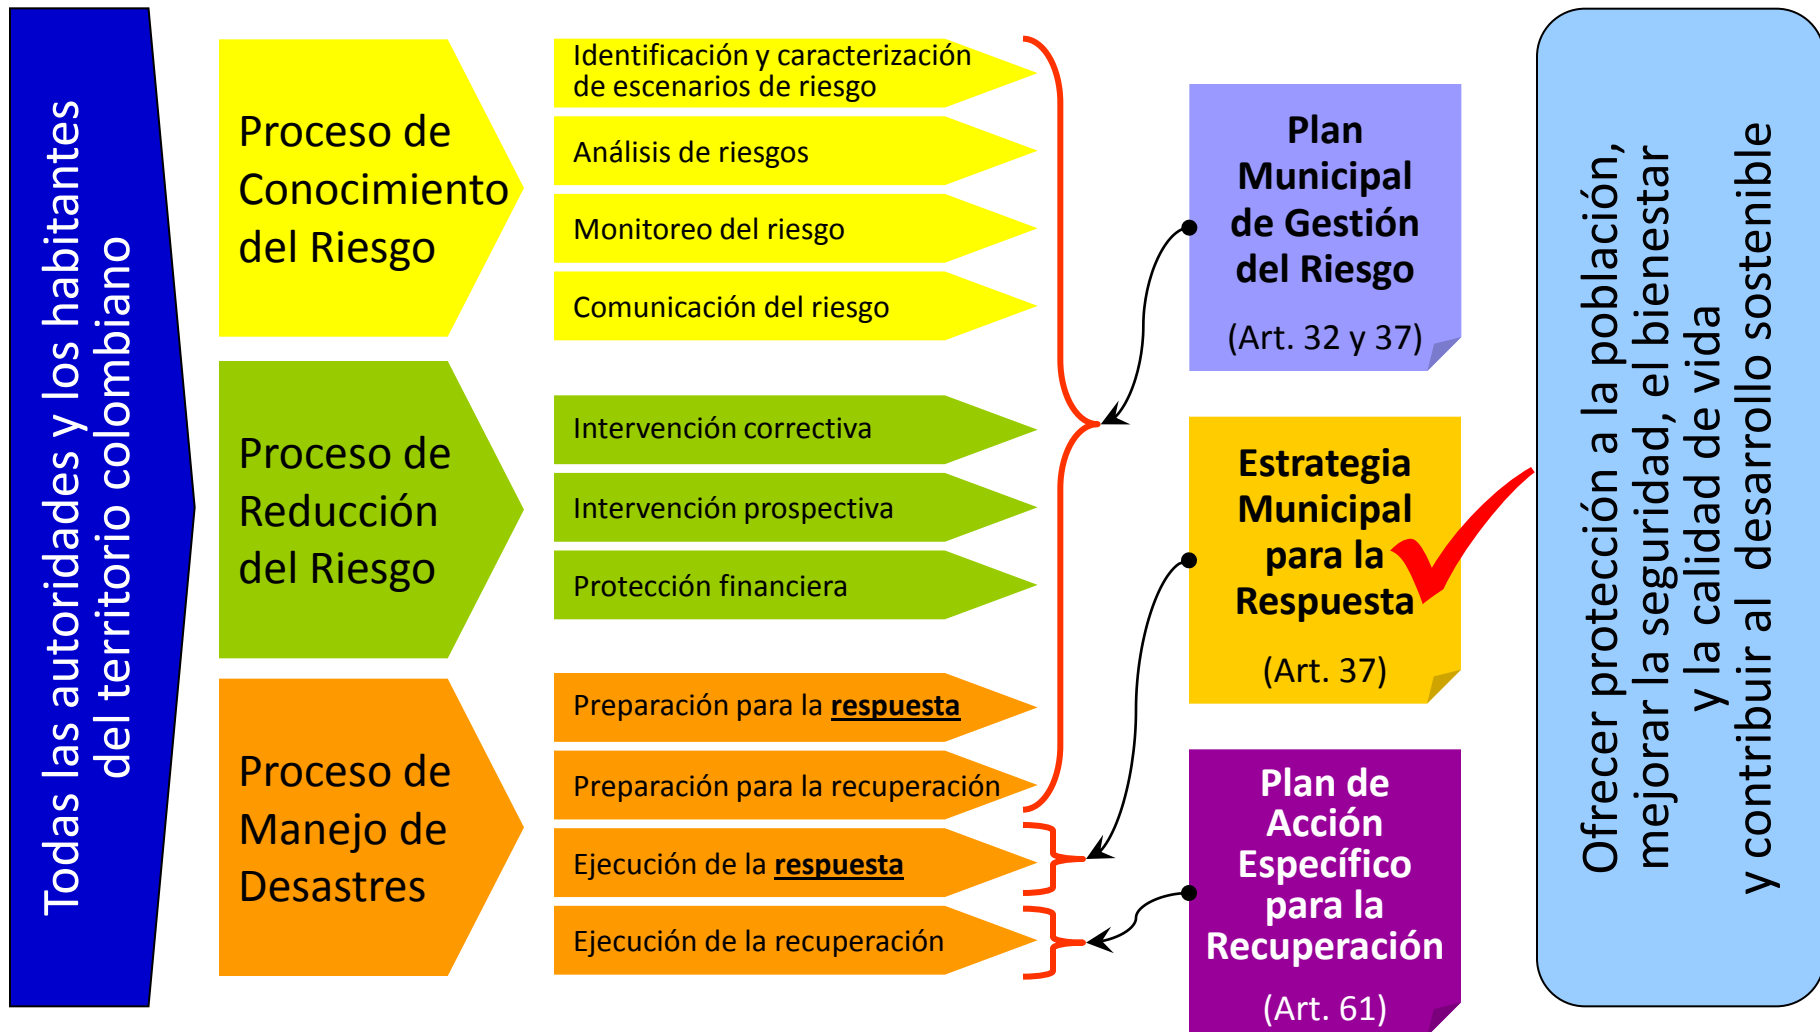 Todas las autoridades y los habitantes
del territorio colombiano
Proceso de
Conocimiento
del Riesgo
Identificación y caracterización
de escenarios de riesgo
Análisis de riesgos
Monitoreo del riesgo
Comunicación del riesgo
Proceso de
Reducción
del Riesgo
Intervención correctiva
Intervención prospectiva
Protección financiera
Proceso de
Manejo de
Desastres
Preparación para la respuesta
Preparación para la recuperación
Ejecución de la respuesta
Ejecución de la recuperación
Plan
Municipal
de Gestión
del Riesgo
(Art. 32 y 37)
Estrategia
Municipal
para la
Respuesta
(Art. 37)
Plan de
Acción
Específico
para la
Recuperación
(Art. 61)
Ofrecer protección a la población,
mejorar la seguridad, el bienestar
y la calidad de vida
y contribuir al desarrollo sostenible